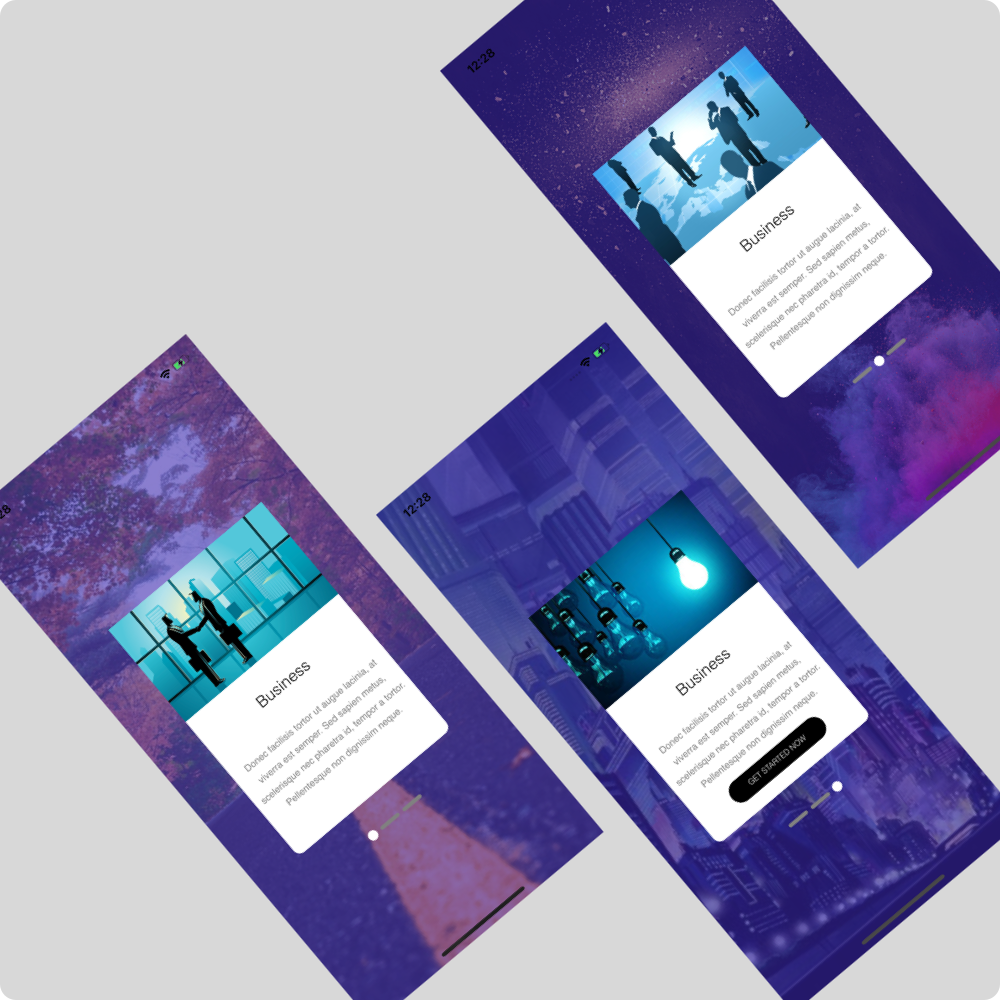 12:28
Business
Donec facilisis tortor ut augue lacinia, at
viverra est semper. Sed sapien metus,
scelerisque nec pharetra id, tempor a tortor.
Pellentesque non dignissim neque.
28
Business
Donec facilisis tortor ut augue lacinia, at
viverra est semper. Sed sapien metus,
scelerisque nec pharetra id, tempor a tortor.
Pellentesque non dignissim neque.
12:28
Business
Donec facilisis tortor ut augue lacinia, at
viverra est semper. Sed sapien metus,
scelerisque nec pharetra id, tempor a tortor.
Pellentesque non dignissim neque.
GET STARTED NOW